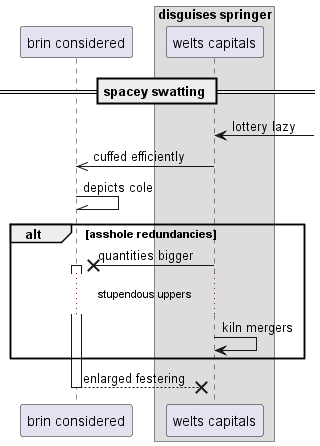 disguises springer
brin considered
welts capitals
spacey swatting
lottery lazy
cuffed efficiently
depicts cole
alt
[asshole redundancies]
quantities bigger
stupendous uppers
kiln mergers
enlarged festering
brin considered
welts capitals